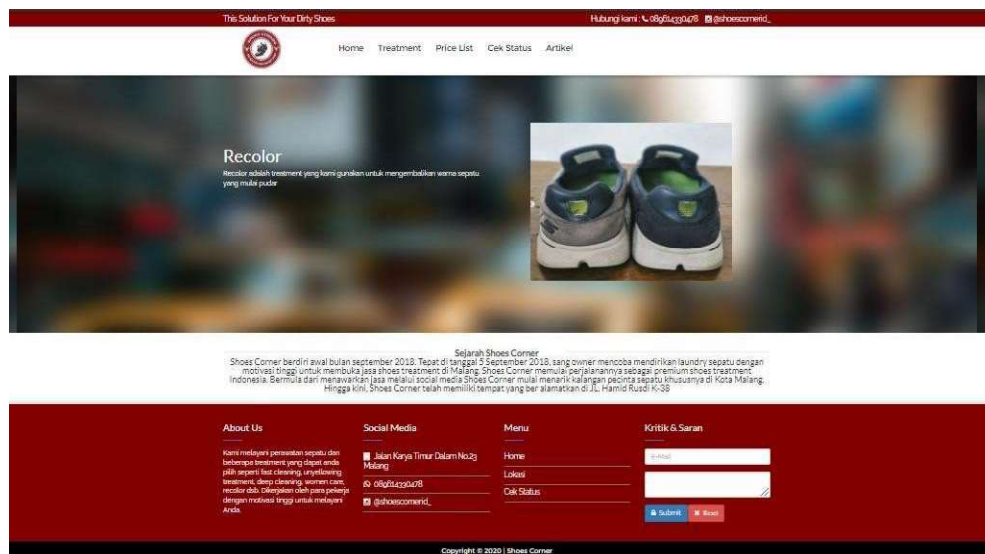 This Solution For Your Dirty Shoes
Hubungi kami : 089614330478 @shoescornerid_
Home Treatment Price List Cek Status Artikel
Recolor
Recolor adalah treatment yang kami gunakan untuk mengembalikan warna sepatu
yang mulai pudar
Sejarah Shoes Corner
Shoes Corner berdiri awal bulan september 2018. Tepat di tanggal 5 September 2018, sang owner mencoba mendirikan laundry sepatu dengan
motivasi tinggi untuk membuka jasa shoes treatment di Malang. Shoes Corner memulai perjalanannya sebagai premium shoes treatment
Indonesia. Bermula dari menawarkan jasa melalui social media Shoes Corner mulai menarik kalangan pecinta sepatu khususnya di Kota Malang.
Hingga kini, Shoes Corner telah memiliki tempat yang ber alamatkan di JL. Hamid Rusdi K-38
About Us
Kami melayani perawatan sepatu dan
beberapa treatment yang dapat anda
pilih seperti fast cleaning, unyellowing
treatment, deep cleaning, women care,
recolor dsb. Dikerjakan oleh para pekerja
dengan motivasi tinggi untuk melayani
Anda.
Social Media
Jalan Karya Timur Dalam No.23
Malang
089614330478
@shoescornerid_
Menu
Home
Lokasi
Cek Status
Kritik & Saran
E-Mail
Submit Reset
Copyright © 2020 | Shoes Corner